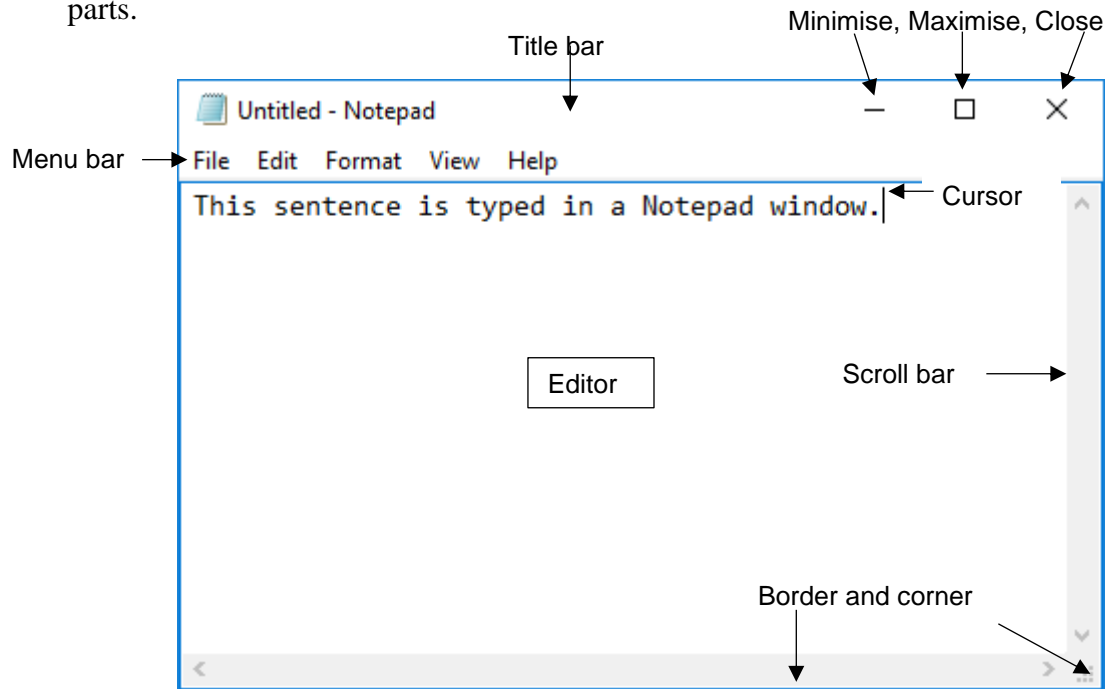 parts.
Minimise, Maximise, Close
Title bar
Untitled - Notepad
Menu bar
File Edit Format View Help
This sentence is typed in a Notepad window.
Cursor
Editor
Scroll bar
Border and corner